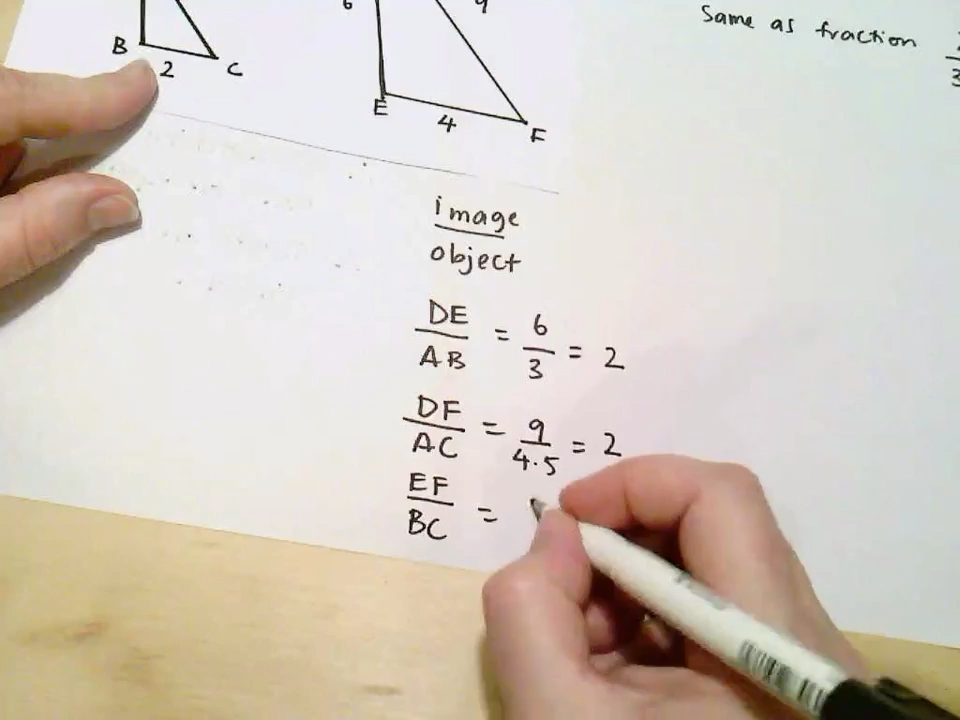 6
9
B
2
C
E
4
F
Same as fraction
3
image
object
DE
AB
= 6
3
= 2
DF
AC
= 9
4.5
= 2
EF
BC
=